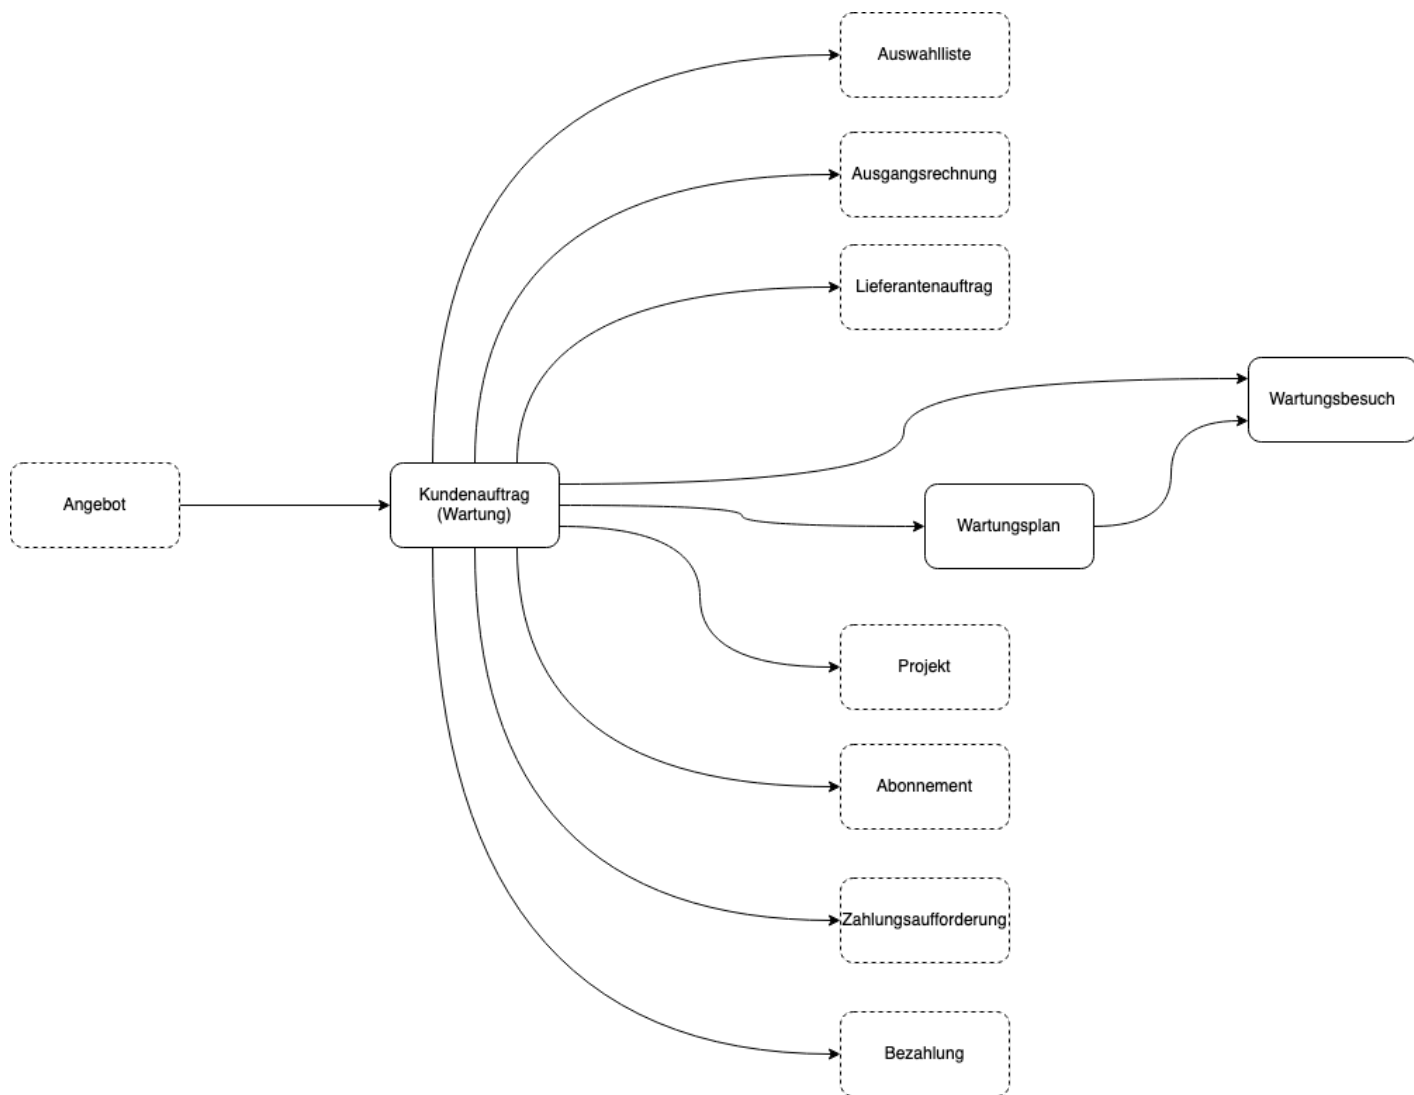 Auswahlliste
Ausgangsrechnung
Lieferantenauftrag
Wartungsbesuch
Angebot
Kundenauftrag
(Wartung)
Wartungsplan
Projekt
Abonnement
Zahlungsaufforderung
Bezahlung